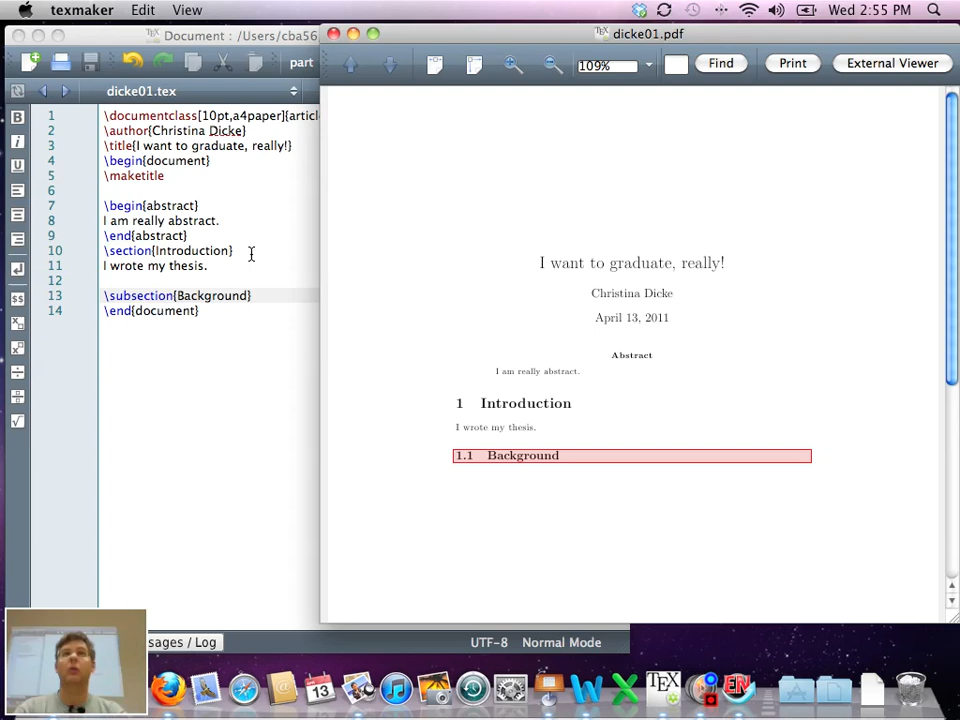 texmaker Edit View
Wed 2:55 PM
Document : /Users/cba56
dicke01.pdf
part
109%
Find
Print
External Viewer
dicke01.tex
1 \documentclass[10pt,a4paper]{articl
2 \author{Christina Dicke}
3 \title{I want to graduate, really!}
4 \begin{document}
5 \maketitle
6
7 \begin{abstract}
8 I am really abstract.
9 \end{abstract}
10 \section{Introduction}
11 I wrote my thesis.
12
13 \subsection{Background}
14 \end{document}
I want to graduate, really!
Christina Dicke
April 13, 2011
Abstract
I am really abstract.
1 Introduction
I wrote my thesis.
1.1 Background
sages / Log
UTF-8 Normal Mode